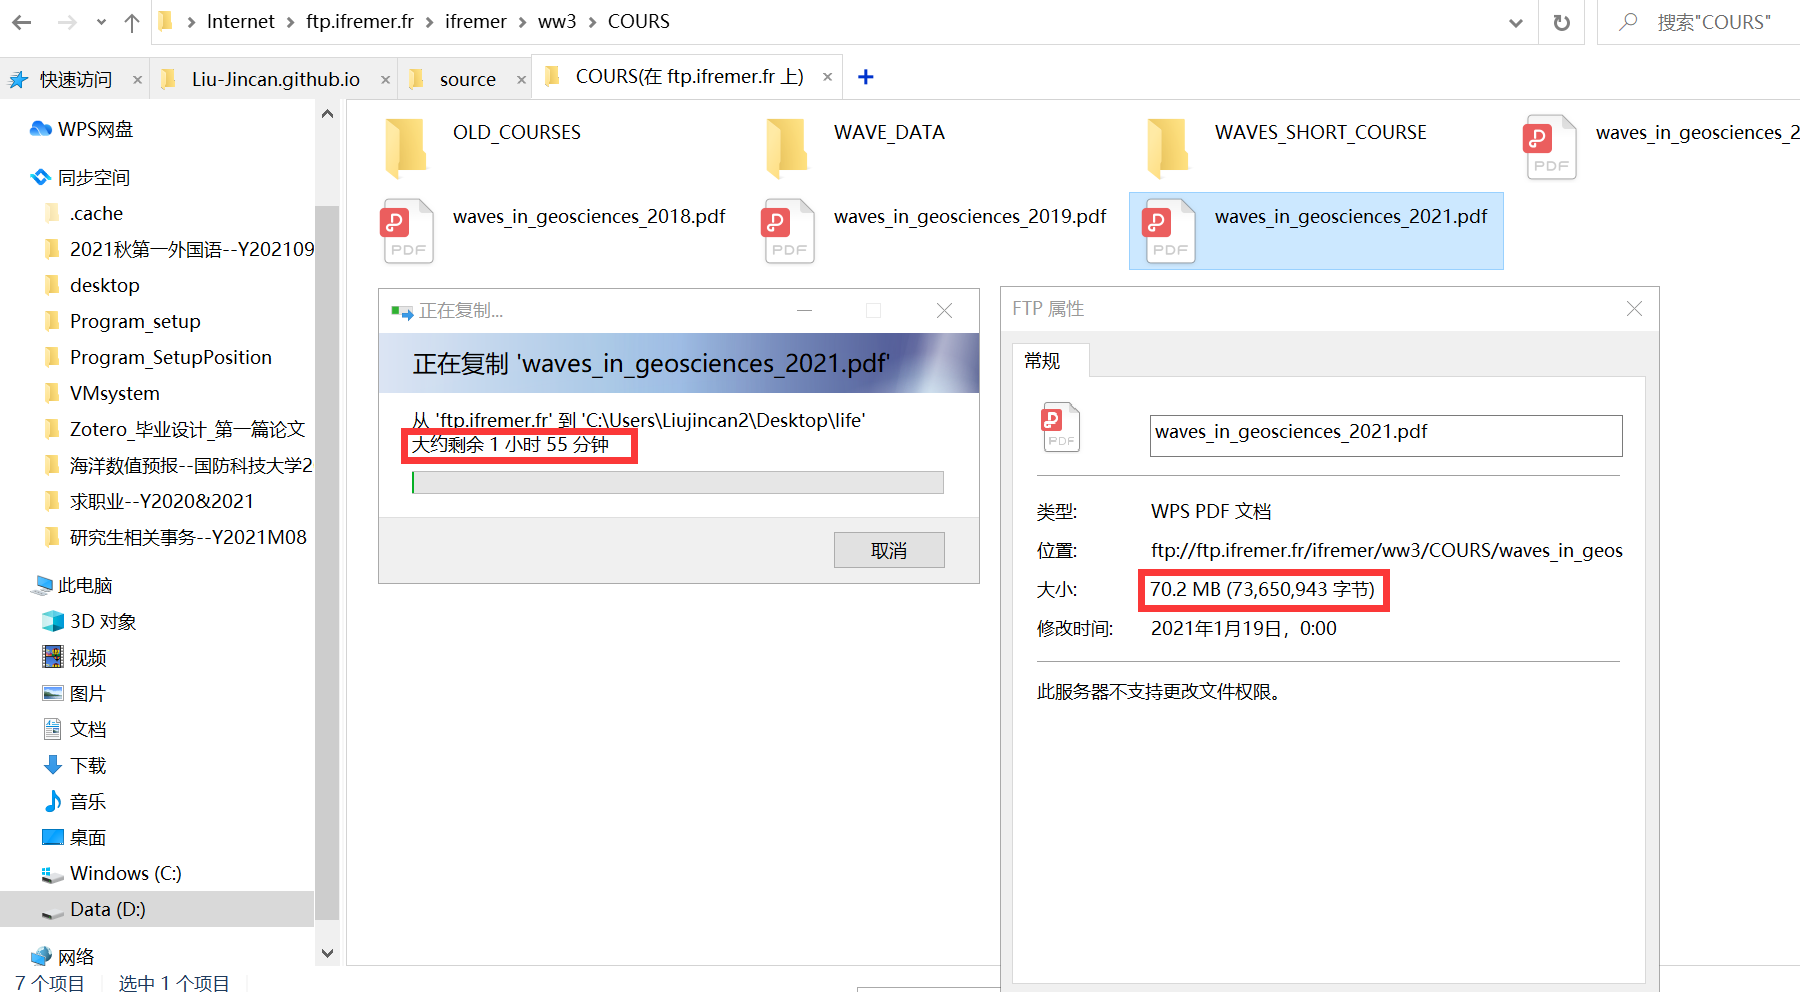 Internet > ftp.ifremer.fr > ifremer > ww3 > COURS
搜索"COURS"
快速访问
Liu-Jincan.github.io
source
COURS(在 ftp.ifremer.fr 上)
WPS网盘
同步空间
.cache
2021秋第一外国语--Y202109
desktop
Program_setup
Program_SetupPosition
VMsystem
Zotero_毕业设计_第一篇论文
海洋数值预报--国防科技大学2
求职业--Y2020&2021
研究生相关事务--Y2021M08
此电脑
3D 对象
视频
图片
文档
下载
音乐
桌面
Windows (C:)
Data (D:)
网络
7 个项目
选中 1 个项目
OLD_COURSES
WAVE_DATA
WAVES_SHORT_COURSE
PDF
waves_in_geosciences_2
PDF
waves_in_geosciences_2018.pdf
PDF
waves_in_geosciences_2019.pdf
PDF
waves_in_geosciences_2021.pdf
正在复制...
正在复制 'waves_in_geosciences_2021.pdf'
从 'ftp.ifremer.fr' 到 'C:\Users\Liujincan2\Desktop\life'
大约剩余 1 小时 55 分钟
取消
FTP 属性
常规
PDF
waves_in_geosciences_2021.pdf
类型:
WPS PDF 文档
位置:
ftp://ftp.ifremer.fr/ifremer/ww3/COURS/waves_in_geos
大小:
70.2 MB (73,650,943 字节)
修改时间:
2021年1月19日，0:00
此服务器不支持更改文件权限。